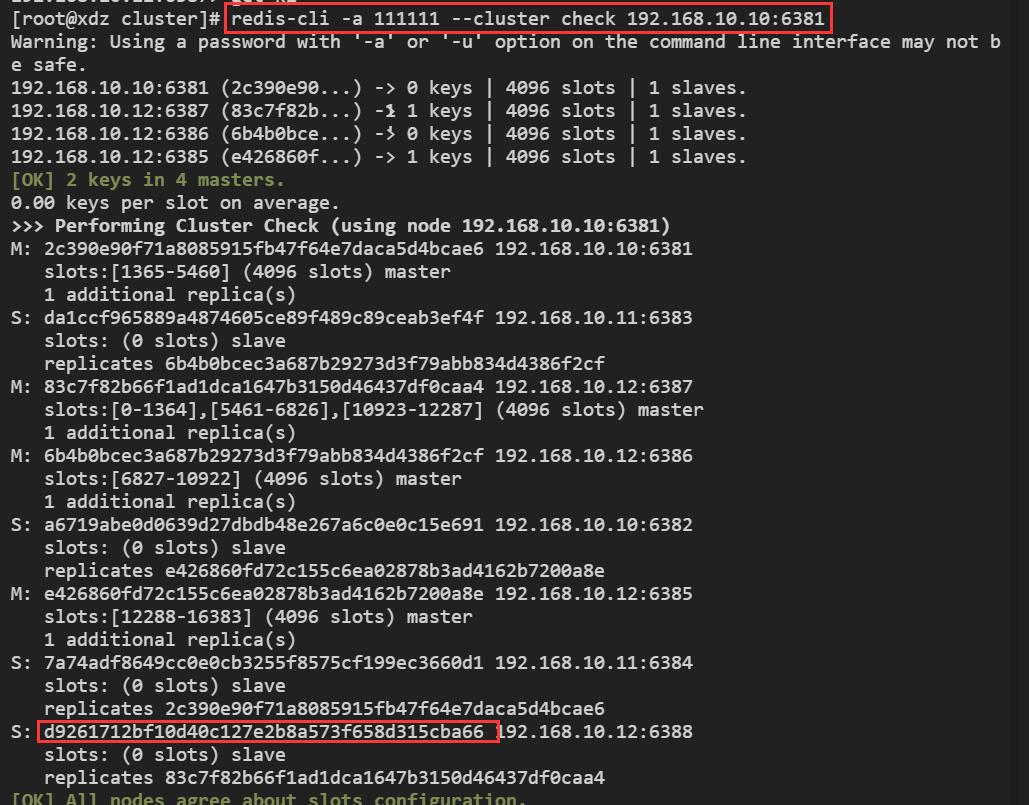 [root@xdz cluster]# redis-cli -a 111111 --cluster check 192.168.10.10:6381
Warning: Using a password with '-a' or '-u' option on the command line interface may not b
e safe.
192.168.10.10:6381 (2c390e90...) -> 0 keys | 4096 slots | 1 slaves.
192.168.10.12:6387 (83c7f82b...) -> 1 keys | 4096 slots | 1 slaves.
192.168.10.12:6386 (6b4b0bce...) -> 0 keys | 4096 slots | 1 slaves.
192.168.10.12:6385 (e426860f...) -> 1 keys | 4096 slots | 1 slaves.
[OK] 2 keys in 4 masters.
0.00 keys per slot on average.
>>> Performing Cluster Check (using node 192.168.10.10:6381)
M: 2c390e90f71a8085915fb47f64e7daca5d4bcae6 192.168.10.10:6381
slots:[1365-5460] (4096 slots) master
1 additional replica(s)
S: da1ccf965889a4874605ce89f489c89ceab3ef4f 192.168.10.11:6383
slots: (0 slots) slave
replicates 6b4b0bcec3a687b29273d3f79abb834d4386f2cf
M: 83c7f82b66f1ad1dca1647b3150d46437df0caa4 192.168.10.12:6387
slots:[0-1364],[5461-6826],[10923-12287] (4096 slots) master
1 additional replica(s)
M: 6b4b0bcec3a687b29273d3f79abb834d4386f2cf 192.168.10.12:6386
slots:[6827-10922] (4096 slots) master
1 additional replica(s)
S: a6719abe0d0639d27dbdb48e267a6c0e0c15e691 192.168.10.10:6382
slots: (0 slots) slave
replicates e426860fd72c155c6ea02878b3ad4162b7200a8e
M: e426860fd72c155c6ea02878b3ad4162b7200a8e 192.168.10.12:6385
slots:[12288-16383] (4096 slots) master
1 additional replica(s)
S: 7a74adf8649cc0e0cb3255f8575cf199ec3660d1 192.168.10.11:6384
slots: (0 slots) slave
replicates 2c390e90f71a8085915fb47f64e7daca5d4bcae6
S: d9261712bf10d40c127e2b8a573f658d315cba66 192.168.10.12:6388
slots: (0 slots) slave
replicates 83c7f82b66f1ad1dca1647b3150d46437df0caa4
[OK] All nodes agree about slots configuration.